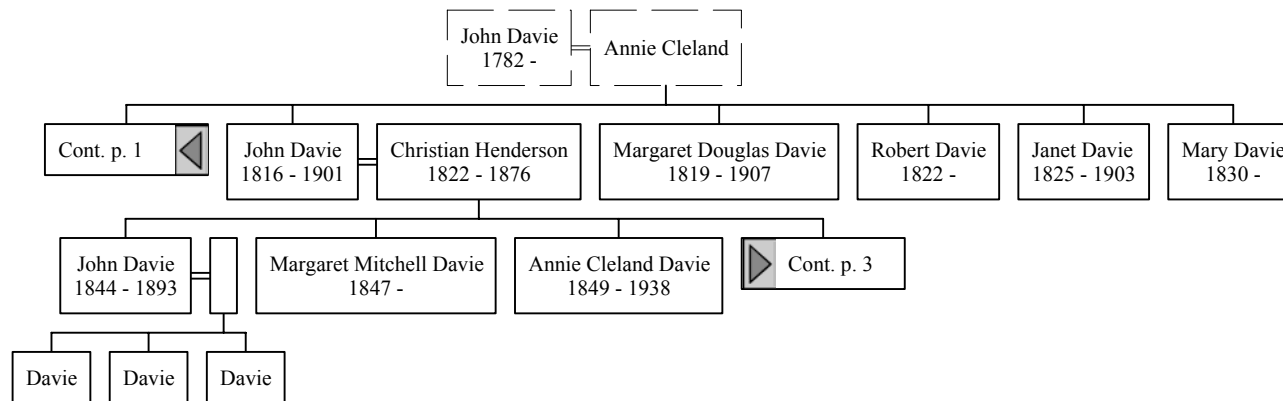 John Davie
1782 -
Annie Cleland
Cont. p. 1
John Davie
1816 - 1901
Christian Henderson
1822 - 1876
Margaret Douglas Davie
1819 - 1907
Robert Davie
1822 -
Janet Davie
1825 - 1903
Mary Davie
1830 -
John Davie
1844 - 1893
Margaret Mitchell Davie
1847 -
Annie Cleland Davie
1849 - 1938
Cont. p. 3
Davie
Davie
Davie